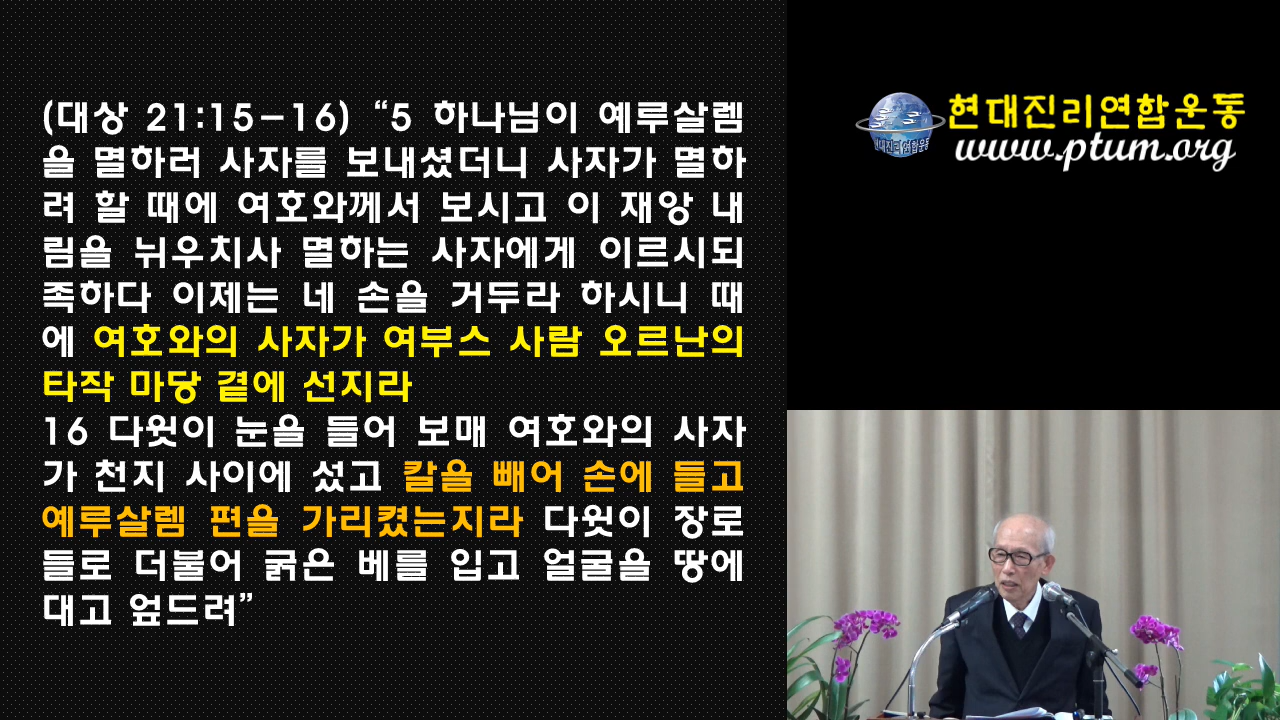 (대상 21:15-16) “5 하나님이 예루살렘
을 멸하러 사자를 보내셨더니 사자가 멸하
려 할 때에 여호와께서 보시고 이 재앙 내
림을 뉘우치사 멸하는 사자에게 이르시되
족하다 이제는 네 손을 거두라 하시니 때
에 여호와의 사자가 여부스 사람 오르난의
타작 마당 곁에 선지라
16 다윗이 눈을 들어 보매 여호와의 사자
가 천지 사이에 섰고 칼을 빼어 손에 들고
예루살렘 편을 가리켰는지라 다윗이 장로
들로 더불어 굵은 베를 입고 얼굴을 땅에
대고 엎드려”
현대진리연합운동
www.ptum.org
현대진리연합운동